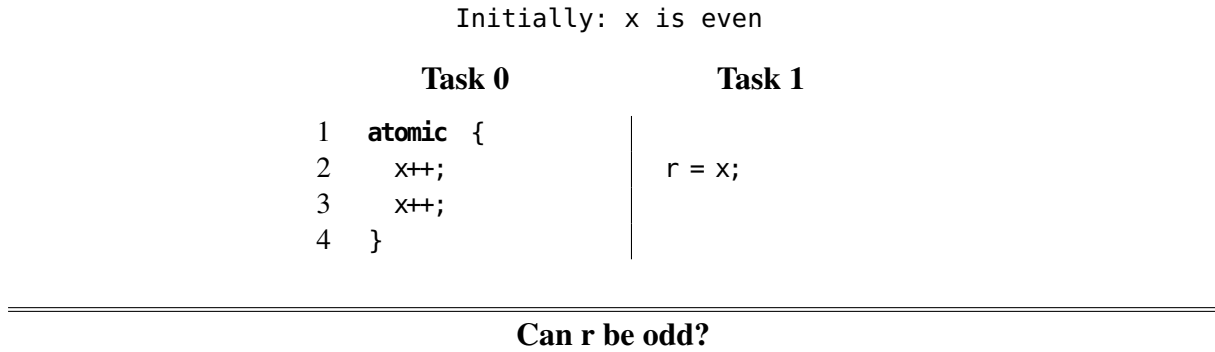 Initially: x is even
Task 0 Task 1
1 atomic {
2 x++; r = x;
3 x++;
4 }
Can r be odd?